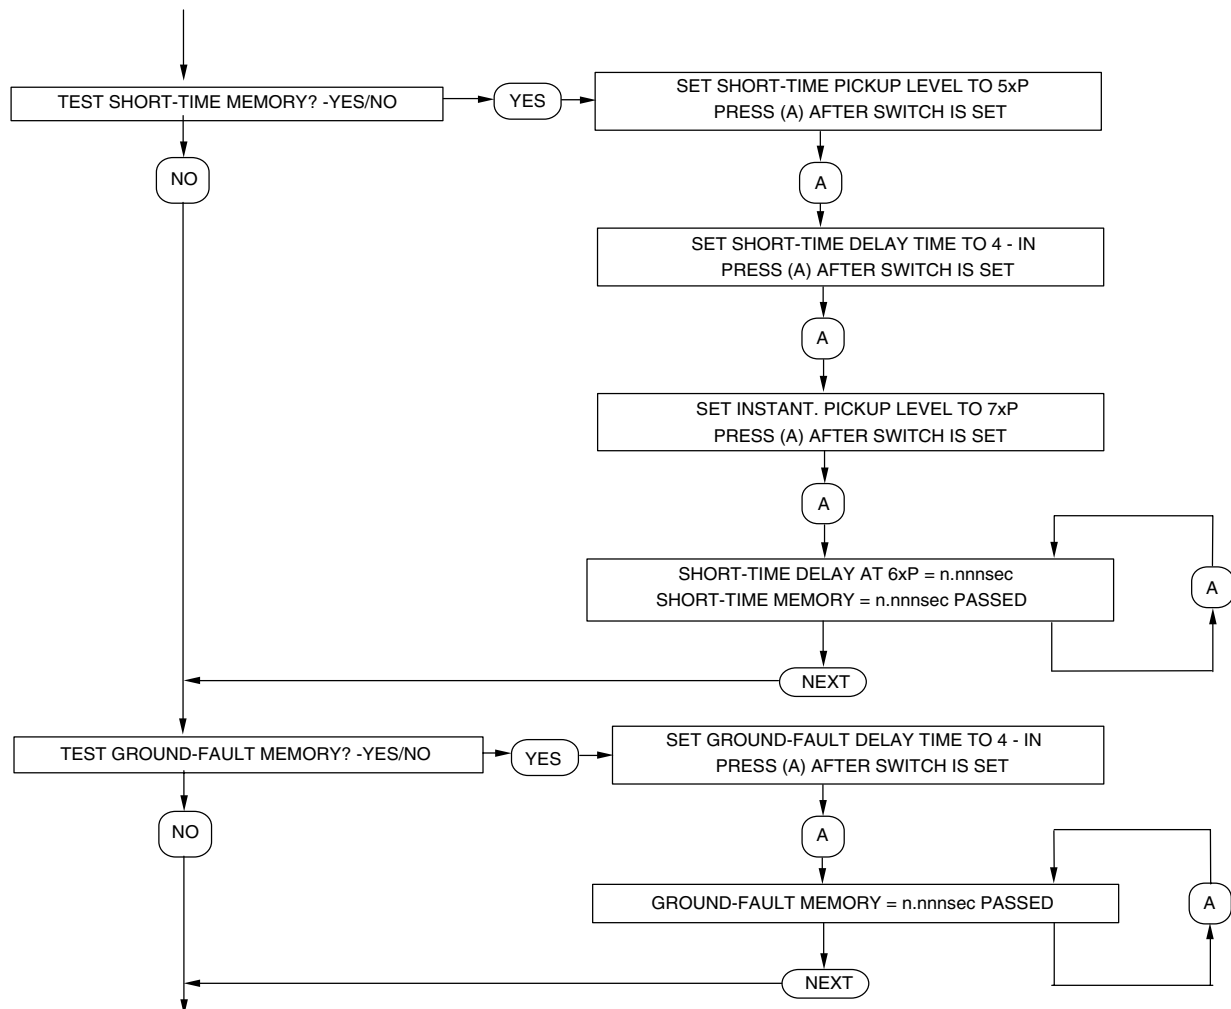 TEST SHORT-TIME MEMORY? -YES/NO
YES
SET SHORT-TIME PICKUP LEVEL TO 5xP
PRESS (A) AFTER SWITCH IS SET
NO
A
SET SHORT-TIME DELAY TIME TO 4 - IN
PRESS (A) AFTER SWITCH IS SET
A
SET INSTANT. PICKUP LEVEL TO 7xP
PRESS (A) AFTER SWITCH IS SET
A
SHORT-TIME DELAY AT 6xP = n.nnnsec
SHORT-TIME MEMORY = n.nnnsec PASSED
A
NEXT
TEST GROUND-FAULT MEMORY? -YES/NO
YES
SET GROUND-FAULT DELAY TIME TO 4 - IN
PRESS (A) AFTER SWITCH IS SET
NO
A
GROUND-FAULT MEMORY = n.nnnsec PASSED
A
NEXT